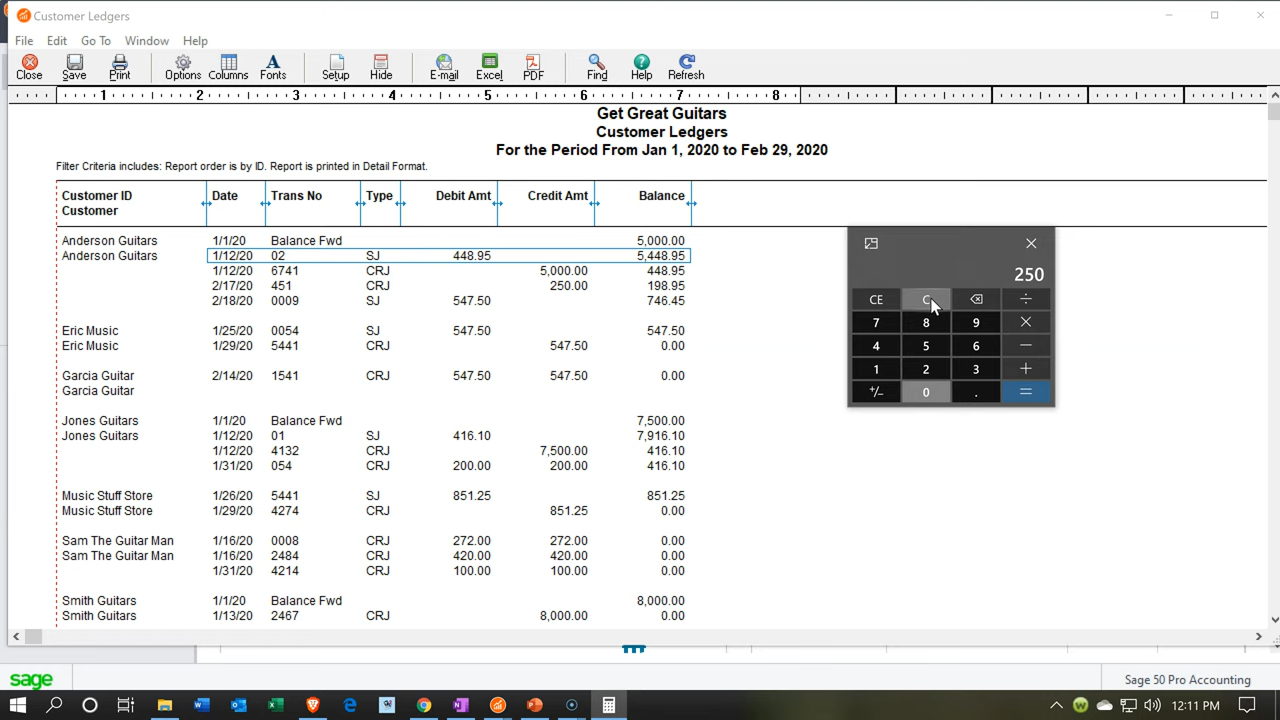 Customer Ledgers
File Edit Go To Window Help
Close Save Print Options Columns Fonts Setup Hide E-mail Excel PDF Find Help Refresh
1 2 3 4 5 6 7 8
Get Great Guitars
Customer Ledgers
For the Period From Jan 1, 2020 to Feb 29, 2020
Filter Criteria includes: Report order is by ID. Report is printed in Detail Format.
Customer ID Date Trans No Type Debit Amt Credit Amt Balance
Customer
Anderson Guitars 1/1/20 Balance Fwd 5,000.00
Anderson Guitars 1/12/20 02 SJ 448.95 5,448.95
1/12/20 6741 CRJ 5,000.00 448.95
2/17/20 451 CRJ 250.00 198.95
2/18/20 0009 SJ 547.50 746.45
Eric Music 1/25/20 0054 SJ 547.50 547.50
Eric Music 1/29/20 5441 CRJ 547.50 0.00
Garcia Guitar 2/14/20 1541 CRJ 547.50 547.50 0.00
Garcia Guitar
Jones Guitars 1/1/20 Balance Fwd 7,500.00
Jones Guitars 1/12/20 01 SJ 416.10 7,916.10
1/12/20 4132 CRJ 7,500.00 416.10
1/31/20 054 CRJ 200.00 200.00 416.10
Music Stuff Store 1/26/20 5441 SJ 851.25 851.25
Music Stuff Store 1/29/20 4274 CRJ 851.25 0.00
Sam The Guitar Man 1/16/20 0008 CRJ 272.00 272.00 0.00
Sam The Guitar Man 1/16/20 2484 CRJ 420.00 420.00 0.00
1/31/20 4214 CRJ 100.00 100.00 0.00
Smith Guitars 1/1/20 Balance Fwd 8,000.00
Smith Guitars 1/13/20 2467 CRJ 8,000.00 0.00
250
CE C ÷
7 8 9 ×
4 5 6 −
1 2 3 +
+/− 0 . =
sage Sage 50 Pro Accounting
12:11 PM